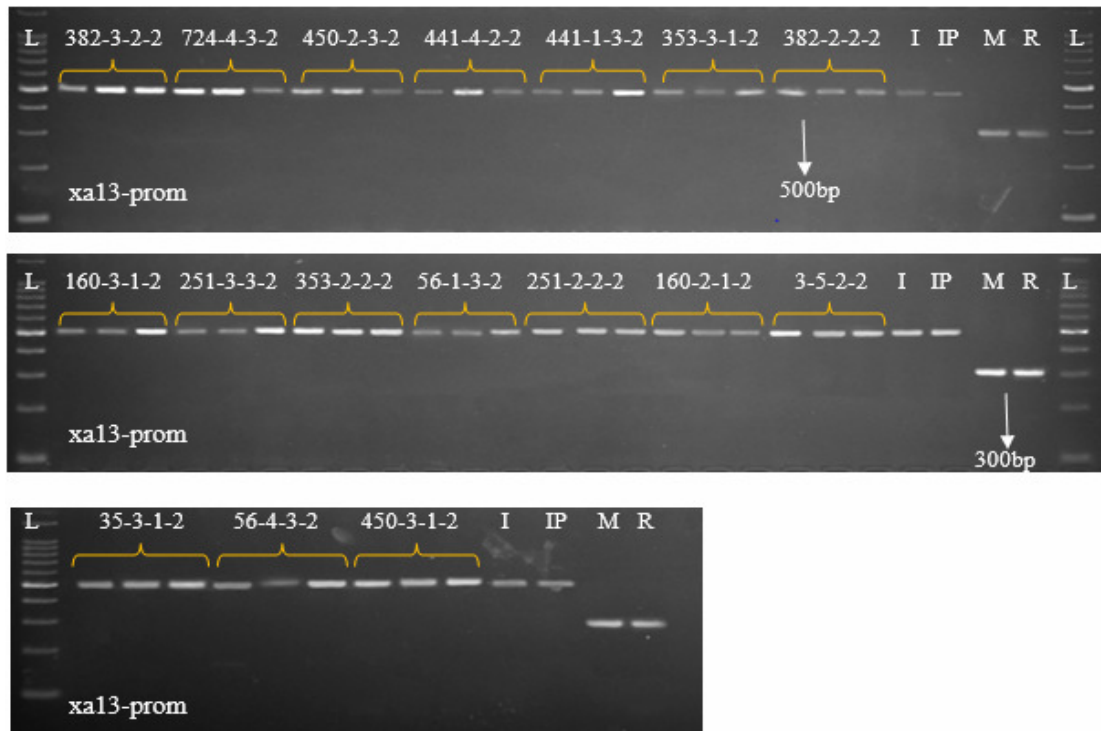 L 382-3-2-2 724-4-3-2 450-2-3-2 441-4-2-2 441-1-3-2 353-3-1-2 382-2-2-2 I IP M R L
xa13-prom
500bp
L 160-3-1-2 251-3-3-2 353-2-2-2 56-1-3-2 251-2-2-2 160-2-1-2 3-5-2-2 I IP M R L
xa13-prom
300bp
L 35-3-1-2 56-4-3-2 450-3-1-2 I IP M R
xa13-prom